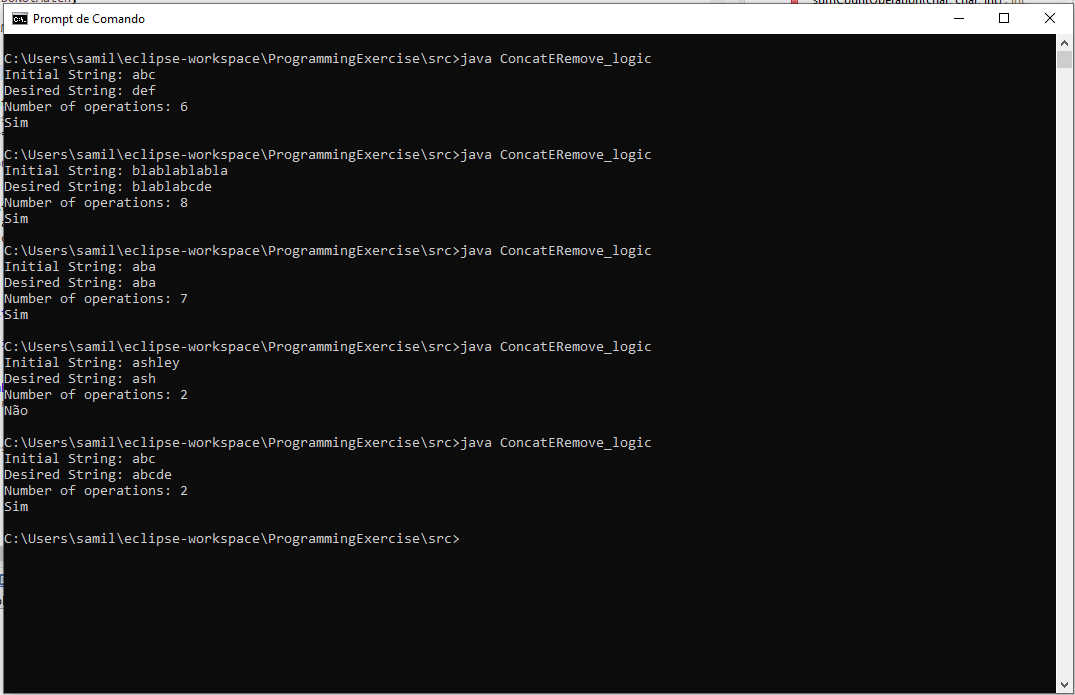 Prompt de Comando
C:\Users\samil\eclipse-workspace\ProgrammingExercise\src>java ConcatERemove_logic
Initial String: abc
Desired String: def
Number of operations: 6
Sim
C:\Users\samil\eclipse-workspace\ProgrammingExercise\src>java ConcatERemove_logic
Initial String: blablablabla
Desired String: blablabcde
Number of operations: 8
Sim
C:\Users\samil\eclipse-workspace\ProgrammingExercise\src>java ConcatERemove_logic
Initial String: aba
Desired String: aba
Number of operations: 7
Sim
C:\Users\samil\eclipse-workspace\ProgrammingExercise\src>java ConcatERemove_logic
Initial String: ashley
Desired String: ash
Number of operations: 2
Não
C:\Users\samil\eclipse-workspace\ProgrammingExercise\src>java ConcatERemove_logic
Initial String: abc
Desired String: abcde
Number of operations: 2
Sim
C:\Users\samil\eclipse-workspace\ProgrammingExercise\src>